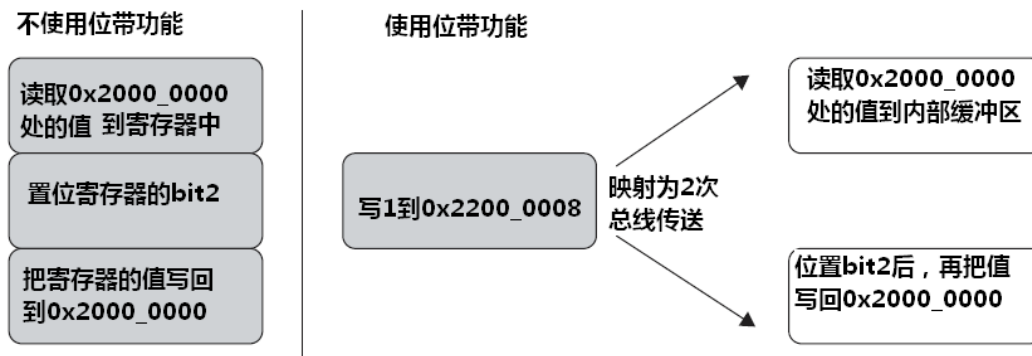 不使用位带功能
读取0x2000_0000
处的值 到寄存器中
置位寄存器的bit2
把寄存器的值写回
到0x2000_0000
使用位带功能
写1到0x2200_0008
映射为2次
总线传送
读取0x2000_0000
处的值到内部缓冲区
位置bit2后，再把值
写回0x2000_0000